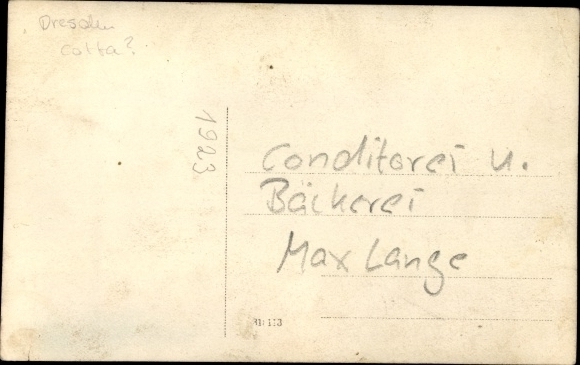 Dresden
Cotta?
1923
Conditorei u.
Bäckerei
Max Lange